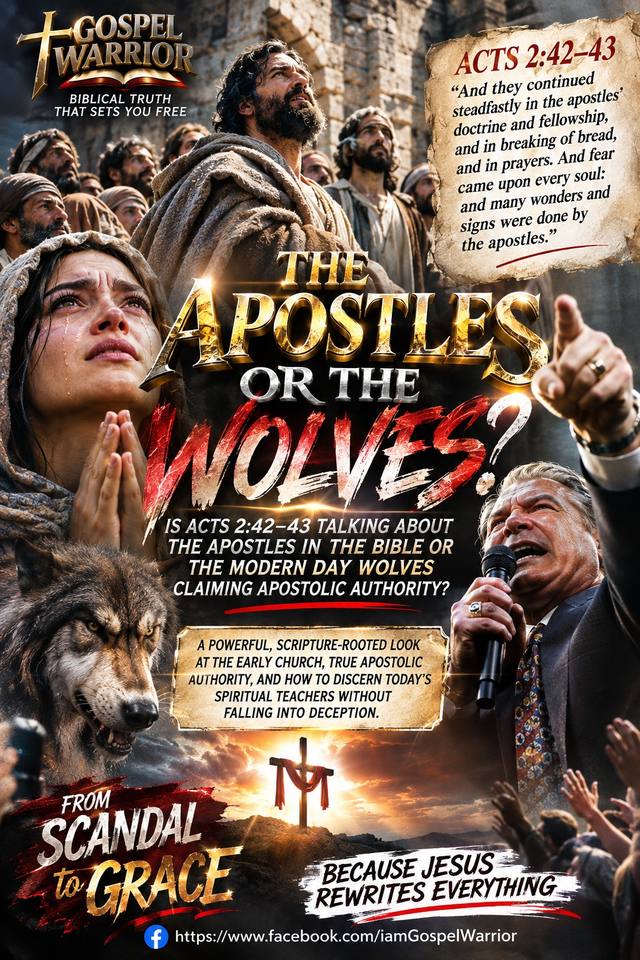 GOSPEL
WARRIOR
BIBLICAL TRUTH
THAT SETS YOU FREE
ACTS 2:42–43
“And they continued
steadfastly in the apostles’
doctrine and fellowship,
and in breaking of bread,
and in prayers. And fear
came upon every soul:
and many wonders and
signs were done by
the apostles.”
THE
APOSTLES
OR THE
WOLVES?
IS ACTS 2:42–43 TALKING ABOUT
THE APOSTLES IN THE BIBLE OR
THE MODERN DAY WOLVES
CLAIMING APOSTOLIC AUTHORITY?
A POWERFUL, SCRIPTURE-ROOTED LOOK
AT THE EARLY CHURCH, TRUE APOSTOLIC
AUTHORITY, AND HOW TO DISCERN TODAY’S
SPIRITUAL TEACHERS WITHOUT
FALLING INTO DECEPTION.
FROM
SCANDAL
to GRACE
BECAUSE JESUS
REWRITES EVERYTHING
https://www.facebook.com/iamGospelWarrior